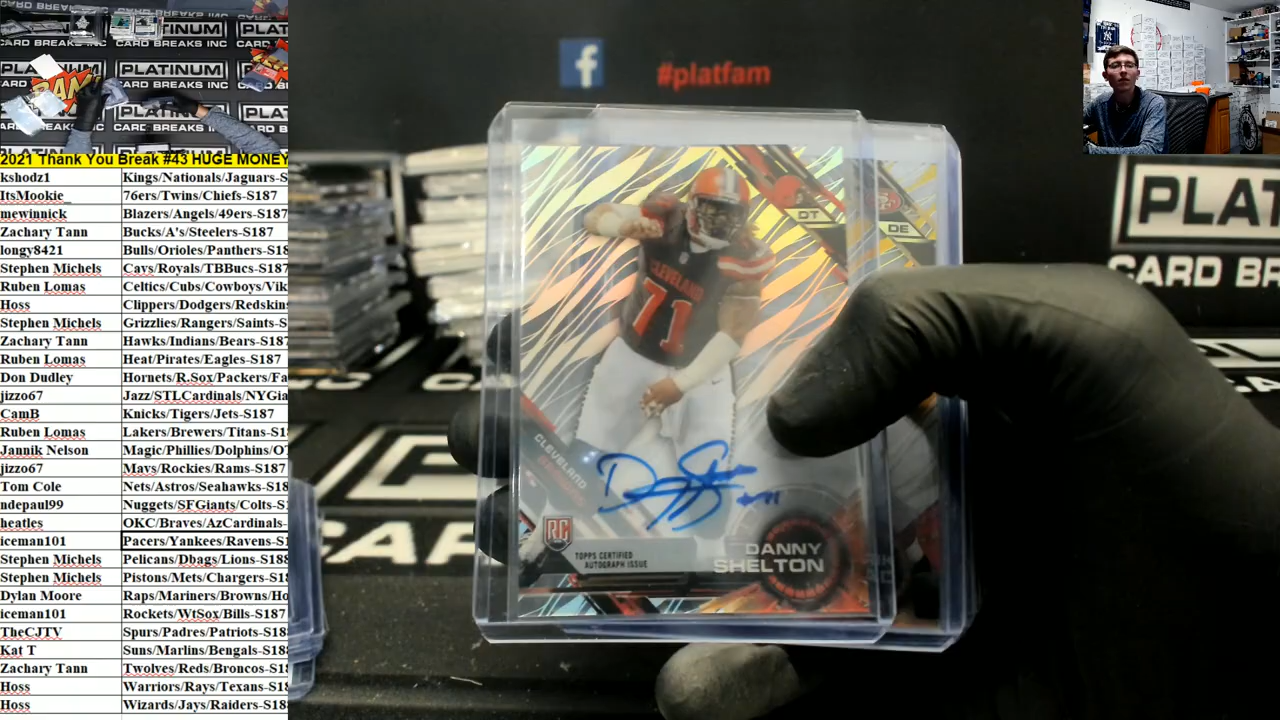 PLATINUM
CARD BREAKS INC
BAM!
2021 Thank You Break #43 HUGE MONEY
kshodz1 Kings/Nationals/Jaguars-S
ItsMookie_ 76ers/Twins/Chiefs-S187
mewinnick Blazers/Angels/49ers-S187
Zachary Tann Bucks/A's/Steelers-S187
longy8421 Bulls/Orioles/Panthers-S18
Stephen Michels Cavs/Royals/TBBucs-S187
Ruben Lomas Celtics/Cubs/Cowboys/Vik
Hoss Clippers/Dodgers/Redskin
Stephen Michels Grizzlies/Rangers/Saints-S
Zachary Tann Hawks/Indians/Bears-S187
Ruben Lomas Heat/Pirates/Eagles-S187
Don Dudley Hornets/R.Sox/Packers/Fa
jizzo67 Jazz/STLCardinals/NYGia
CamB Knicks/Tigers/Jets-S187
Ruben Lomas Lakers/Brewers/Titans-S18
Jannik Nelson Magic/Phillies/Dolphins/O
jizzo67 Mavs/Rockies/Rams-S187
Tom Cole Nets/Astros/Seahawks-S18
ndepaul99 Nuggets/SFGiants/Colts-S
heatles OKC/Braves/AzCardinals-
iceman101 Pacers/Yankees/Ravens-S1
Stephen Michels Pelicans/Dbags/Lions-S188
Stephen Michels Pistons/Mets/Chargers-S1
Dylan Moore Raps/Mariners/Browns/Ho
iceman101 Rockets/WtSox/Bills-S187
TheCJTV Spurs/Padres/Patriots-S18
Kat T Suns/Marlins/Bengals-S18
Zachary Tann Twolves/Reds/Broncos-S1
Hoss Warriors/Rays/Texans-S18
Hoss Wizards/Jays/Raiders-S18
f #platfam
DT
DE
CLEVELAND
71
CLEVELAND
RC
TOPPS CERTIFIED
AUTOGRAPH ISSUE
DANNY
SHELTON
PLAT
CARD BR
CAR